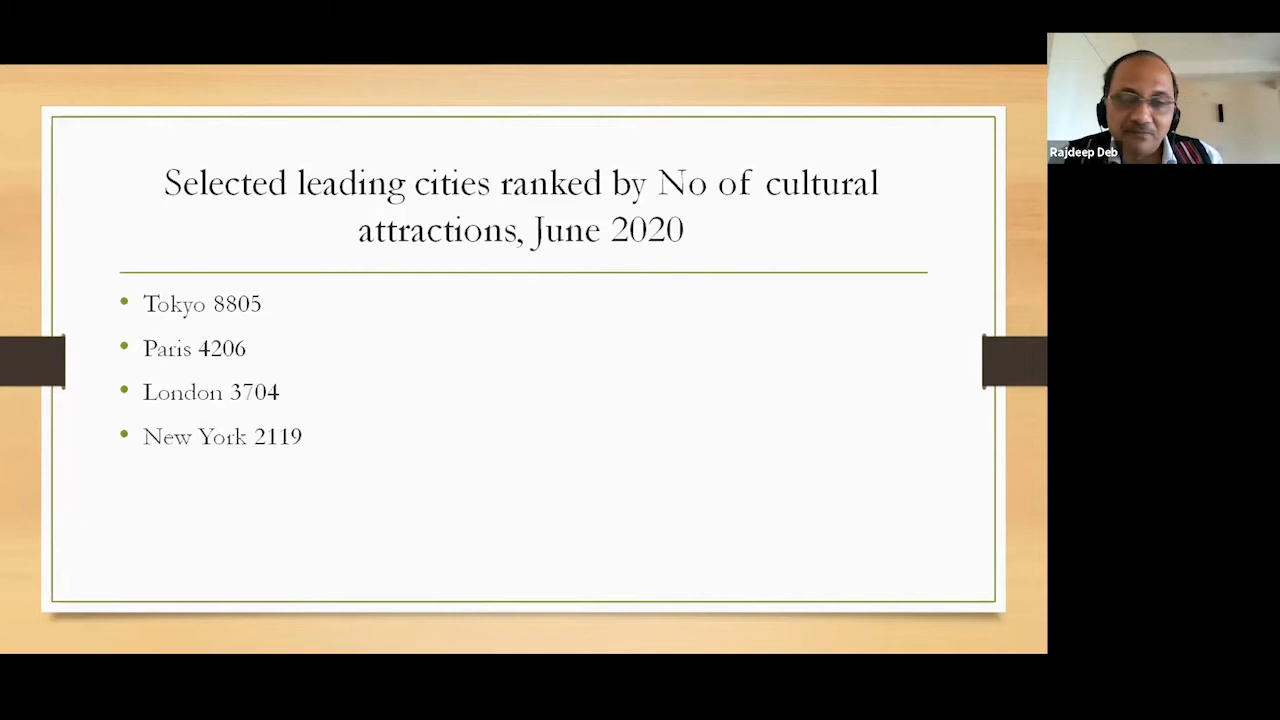 Selected leading cities ranked by No of cultural
attractions, June 2020
• Tokyo 8805
• Paris 4206
• London 3704
• New York 2119
Rajdeep Deb